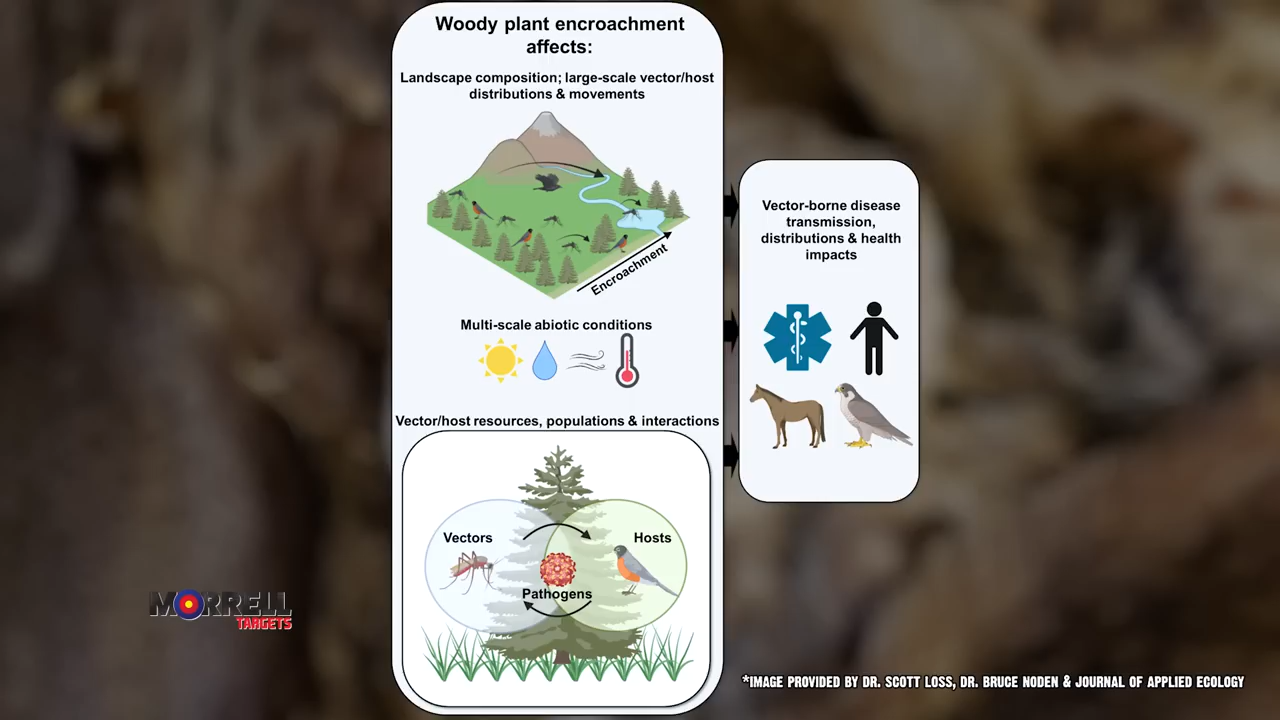 Woody plant encroachment
affects:
Landscape composition; large-scale vector/host
distributions & movements
Encroachment
Multi-scale abiotic conditions
Vector/host resources, populations & interactions
Vectors
Hosts
Pathogens
Vector-borne disease
transmission,
distributions & health
impacts
MORRELL
TARGETS
*IMAGE PROVIDED BY DR. SCOTT LOSS, DR. BRUCE NODEN & JOURNAL OF APPLIED ECOLOGY